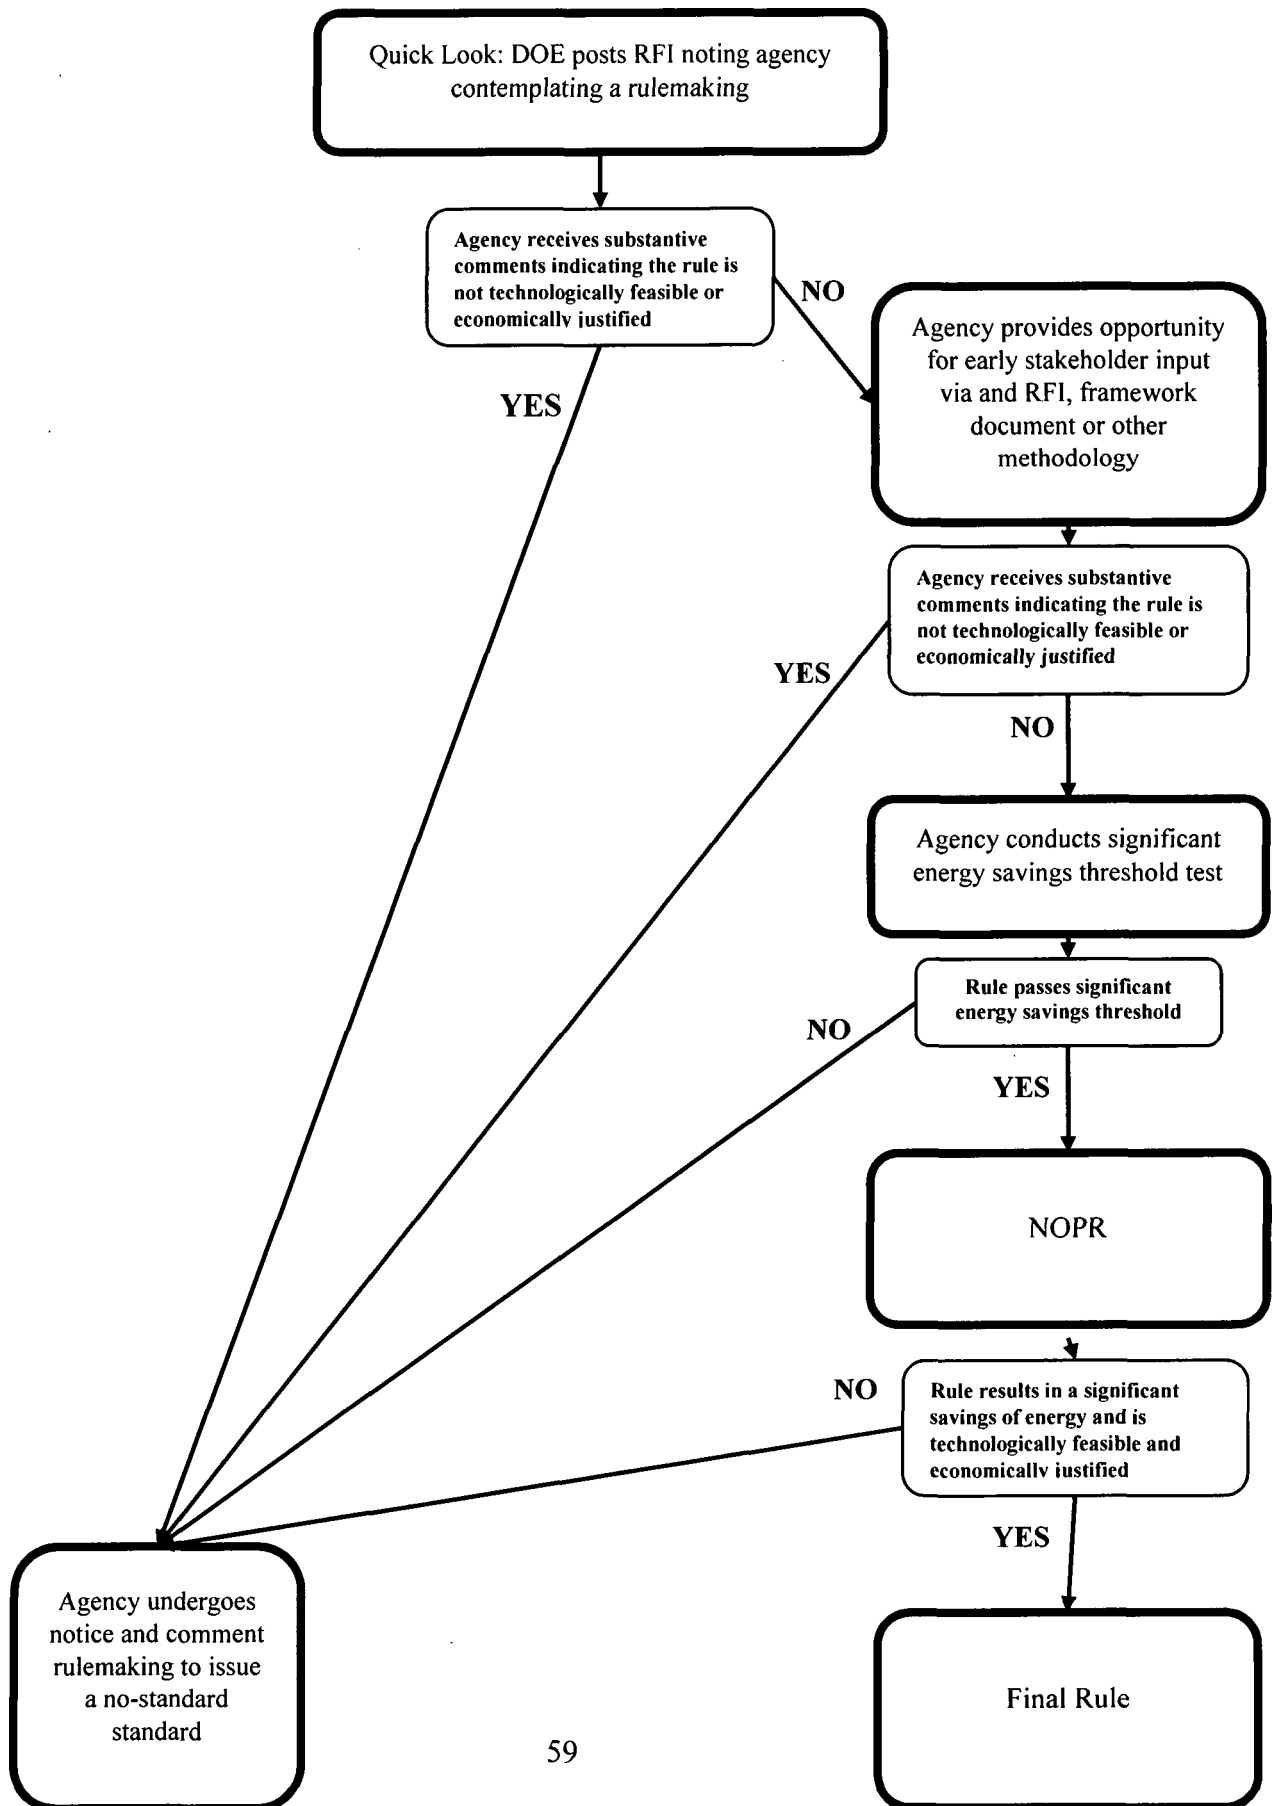 Quick Look: DOE posts RFI noting agency
contemplating a rulemaking
Agency receives substantive
comments indicating the rule is
not technologically feasible or
economically justified
NO
YES
Agency provides opportunity
for early stakeholder input
via and RFI, framework
document or other
methodology
Agency receives substantive
comments indicating the rule is
not technologically feasible or
economically justified
YES
NO
Agency conducts significant
energy savings threshold test
Rule passes significant
energy savings threshold
NO
YES
NOPR
Rule results in a significant
savings of energy and is
technologically feasible and
economically justified
NO
YES
Agency undergoes
notice and comment
rulemaking to issue
a no-standard
standard
Final Rule
59